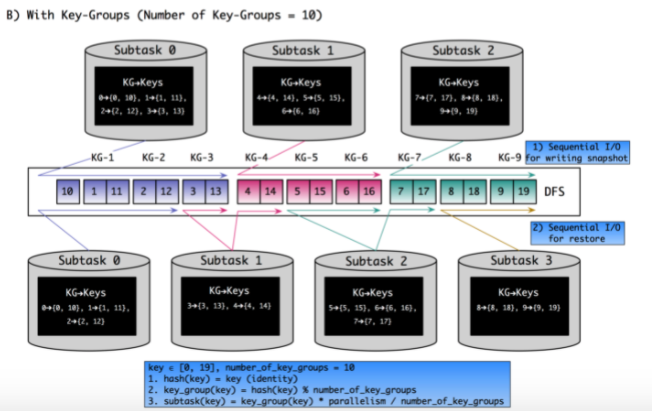 B) With Key-Groups (Number of Key-Groups = 10)
Subtask 0
Subtask 1
Subtask 2
KG→Keys
0→{0, 10}, 1→{1, 11},
2→{2, 12}, 3→{3, 13}
KG→Keys
4→{4, 14}, 5→{5, 15},
6→{6, 16}
KG→Keys
7→{7, 17}, 8→{8, 18},
9→{9, 19}
KG-1 KG-2 KG-3 KG-4 KG-5 KG-6 KG-7 KG-8 KG-9
1) Sequential I/O
for writing snapshot
10 1 11 2 12 3 13 4 14 5 15 6 16 7 17 8 18 9 19 DFS
2) Sequential I/O
for restore
Subtask 0
Subtask 1
Subtask 2
Subtask 3
KG→Keys
0→{0, 10}, 1→{1, 11},
2→{2, 12}
KG→Keys
3→{3, 13}, 4→{4, 14}
KG→Keys
5→{5, 15}, 6→{6, 16},
7→{7, 17}
KG→Keys
8→{8, 18}, 9→{9, 19}
key ∈ [0, 19], number_of_key_groups = 10
1. hash(key) = key (identity)
2. key_group(key) = hash(key) % number_of_key_groups
3. subtask(key) = key_group(key) * parallelism / number_of_key_groups